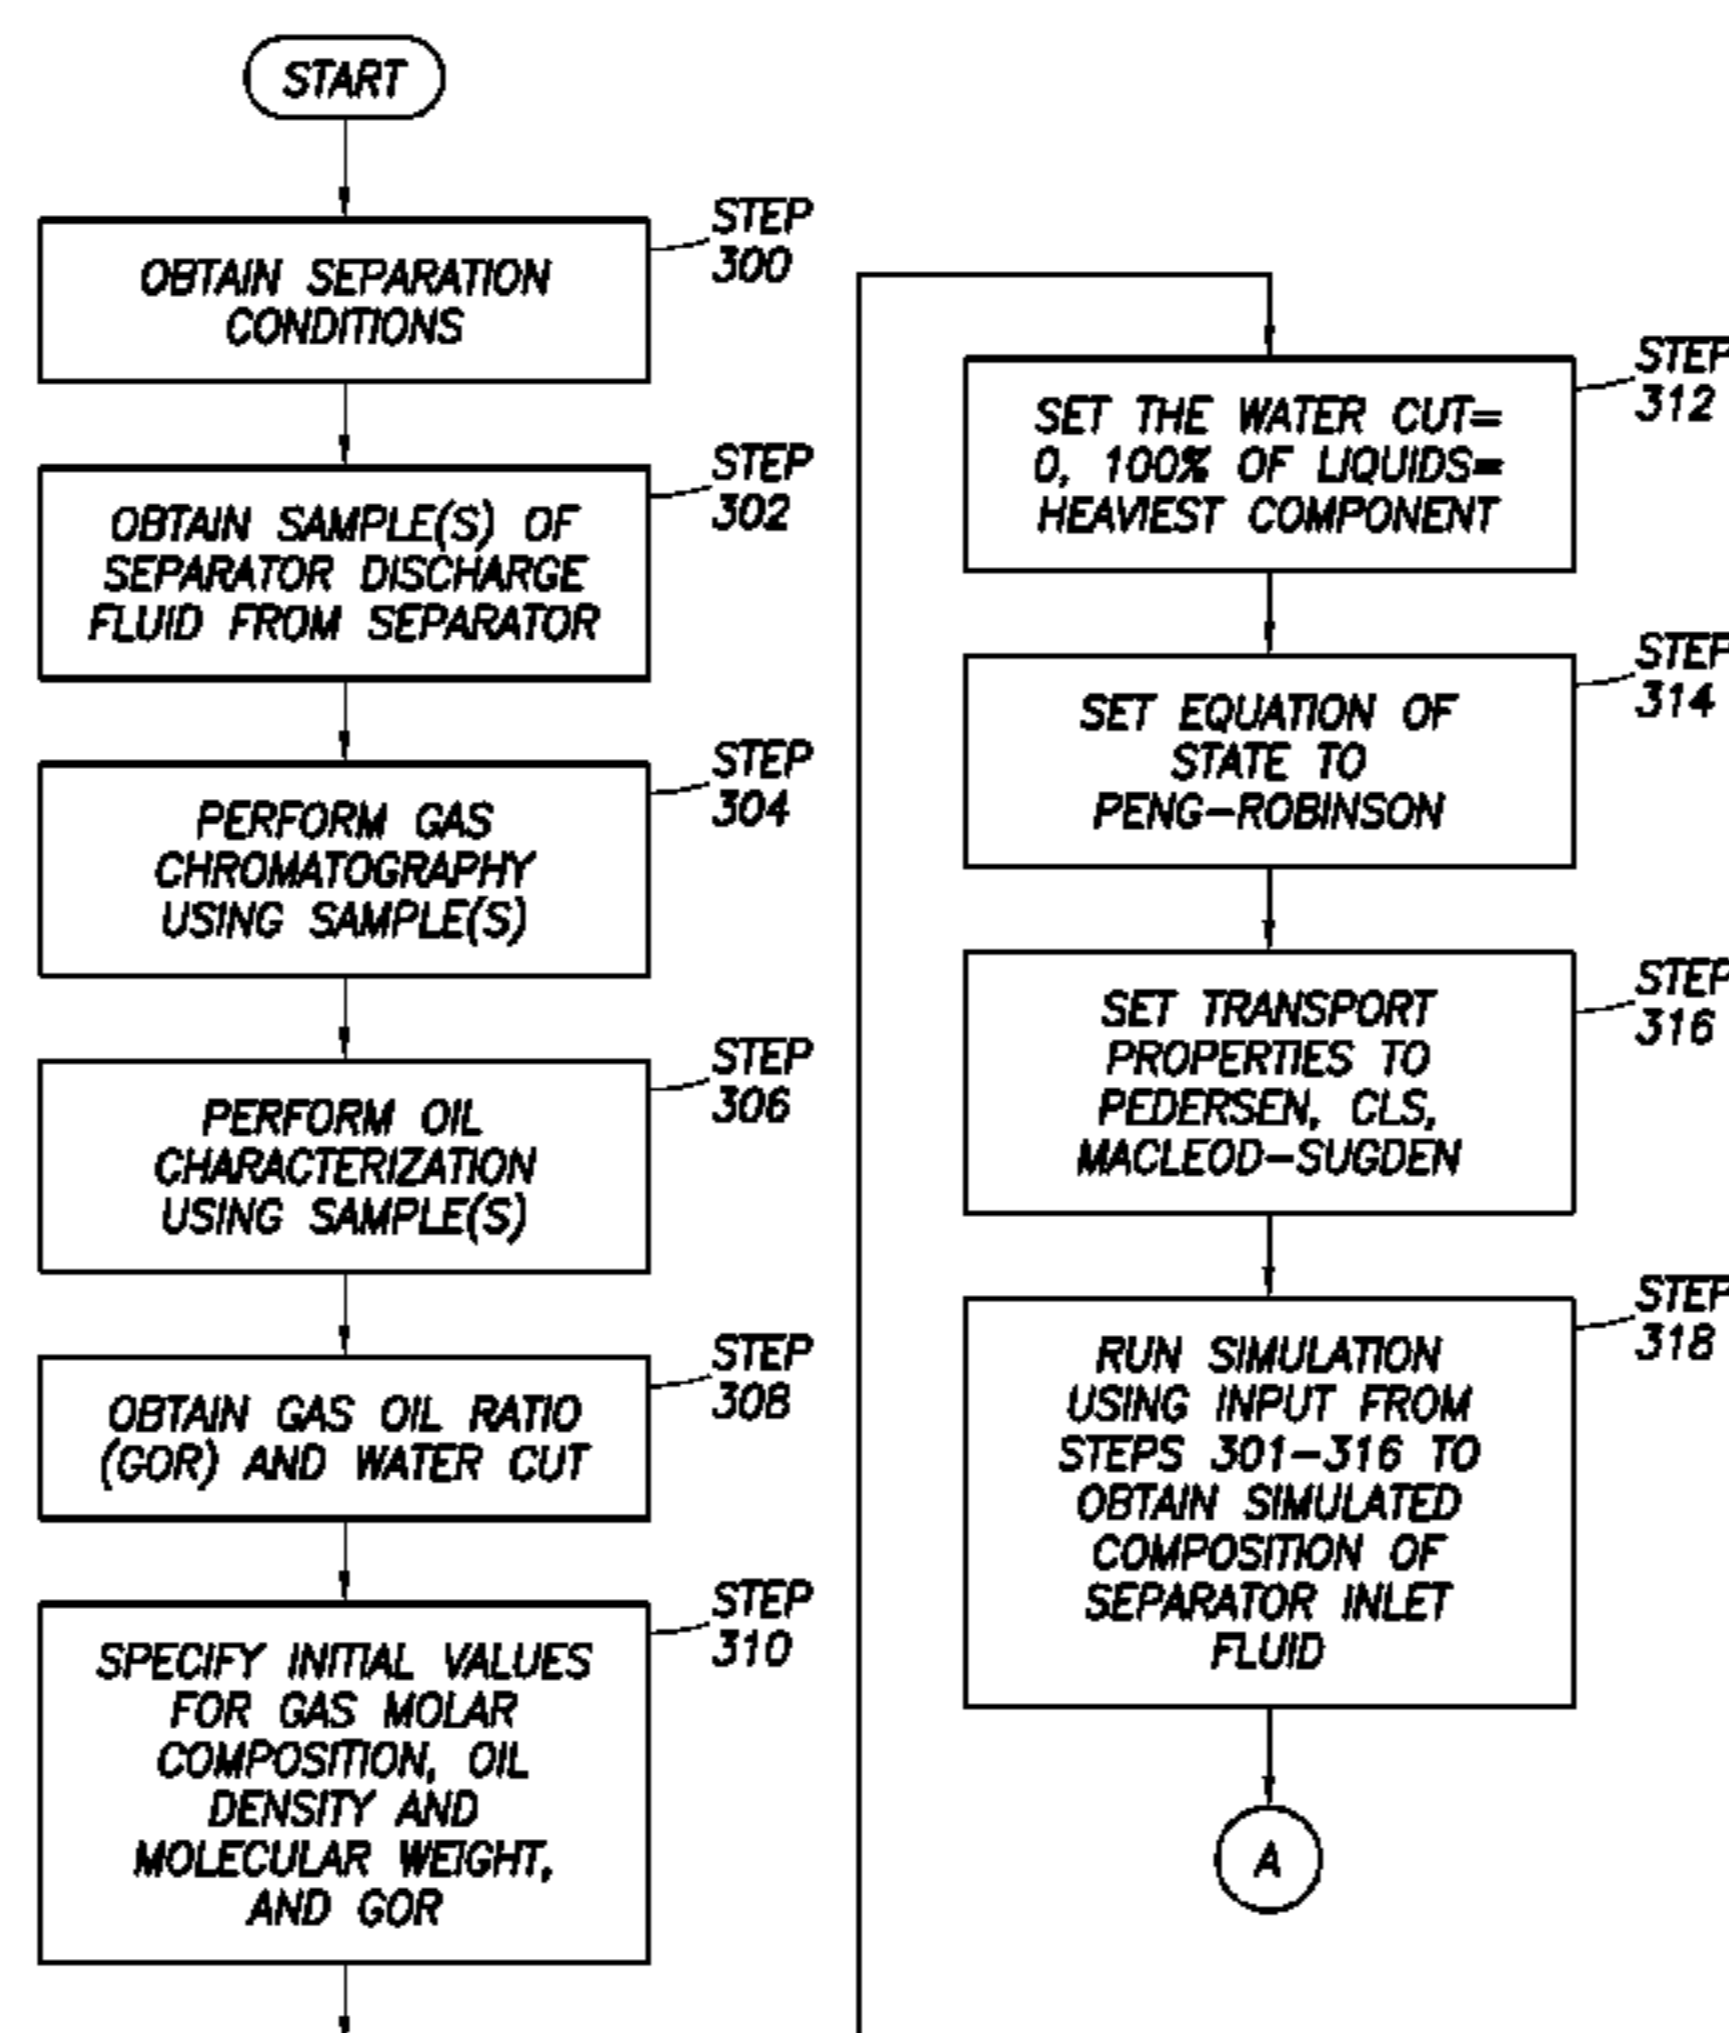 START
STEP
300
OBTAIN SEPARATION
CONDITIONS
STEP
302
OBTAIN SAMPLE(S) OF
SEPARATOR DISCHARGE
FLUID FROM SEPARATOR
STEP
304
PERFORM GAS
CHROMATOGRAPHY
USING SAMPLE(S)
STEP
306
PERFORM OIL
CHARACTERIZATION
USING SAMPLE(S)
STEP
308
OBTAIN GAS OIL RATIO
(GOR) AND WATER CUT
STEP
310
SPECIFY INITIAL VALUES
FOR GAS MOLAR
COMPOSITION, OIL
DENSITY AND
MOLECULAR WEIGHT,
AND GOR
STEP
312
SET THE WATER CUT=
0, 100% OF LIQUIDS=
HEAVIEST COMPONENT
STEP
314
SET EQUATION OF
STATE TO
PENG-ROBINSON
STEP
316
SET TRANSPORT
PROPERTIES TO
PEDERSEN, CLS,
MACLEOD-SUGDEN
STEP
318
RUN SIMULATION
USING INPUT FROM
STEPS 301-316 TO
OBTAIN SIMULATED
COMPOSITION OF
SEPARATOR INLET
FLUID
A